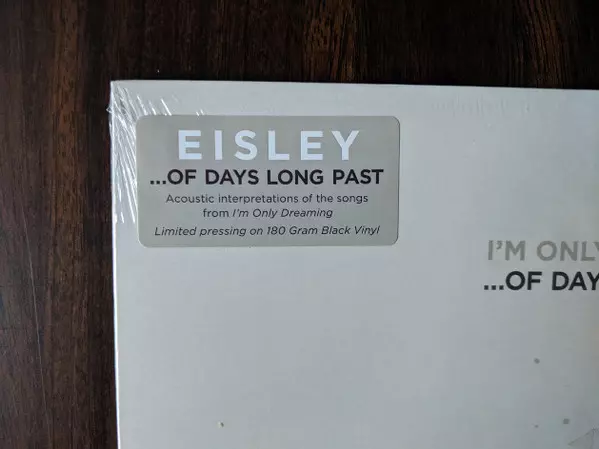 EISLEY
...OF DAYS LONG PAST
Acoustic interpretations of the songs
from I'm Only Dreaming
Limited pressing on 180 Gram Black Vinyl
I'M ONLY
...OF DAY